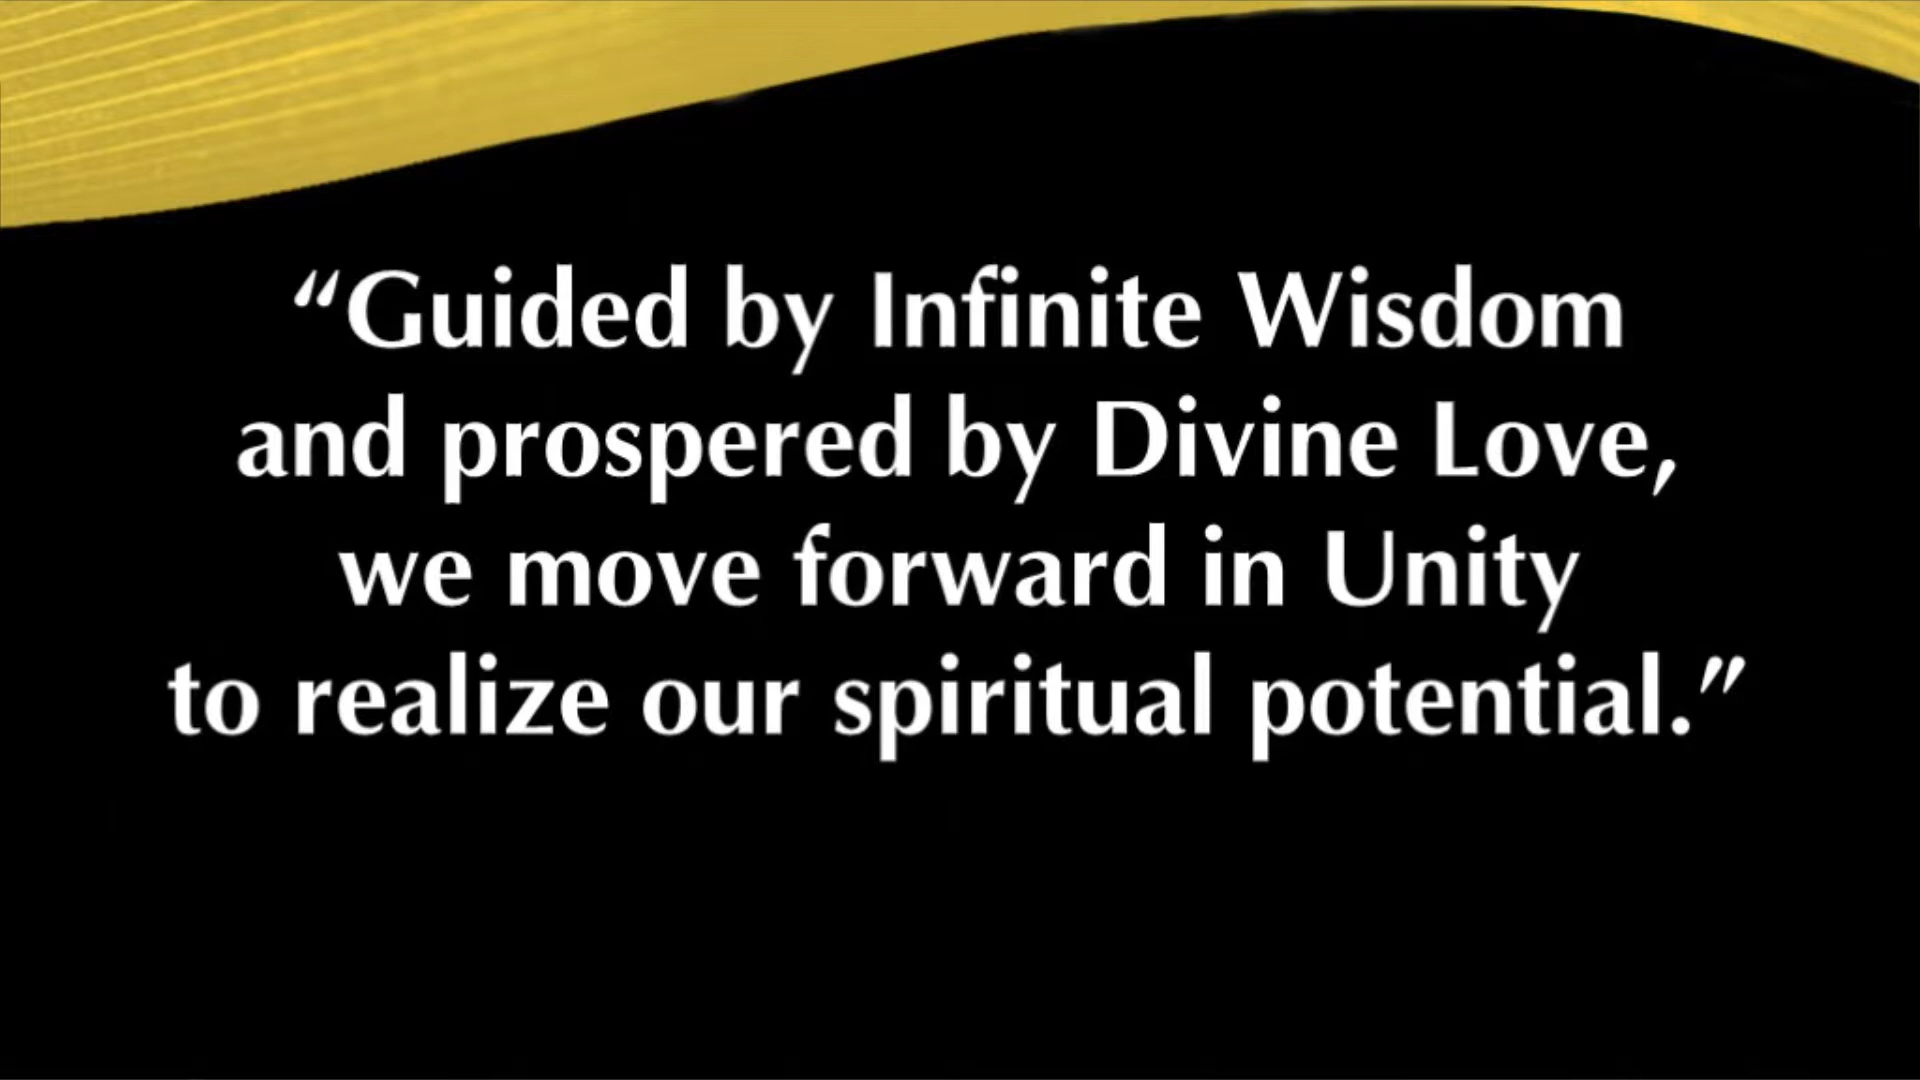 “Guided by Infinite Wisdom
and prospered by Divine Love,
we move forward in Unity
to realize our spiritual potential.”